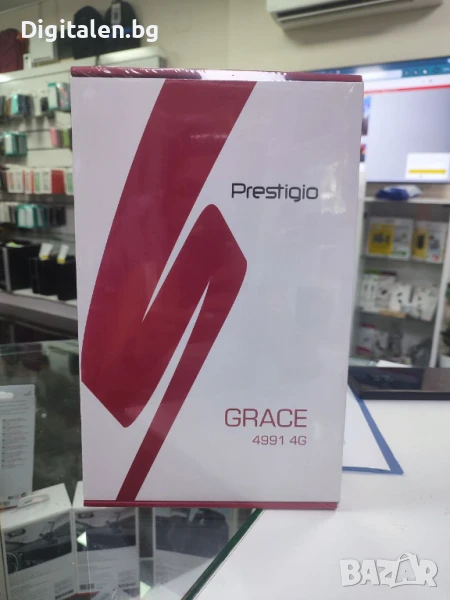 Digitalen.bg
Prestigio
GRACE
4991 4G
BAZAR